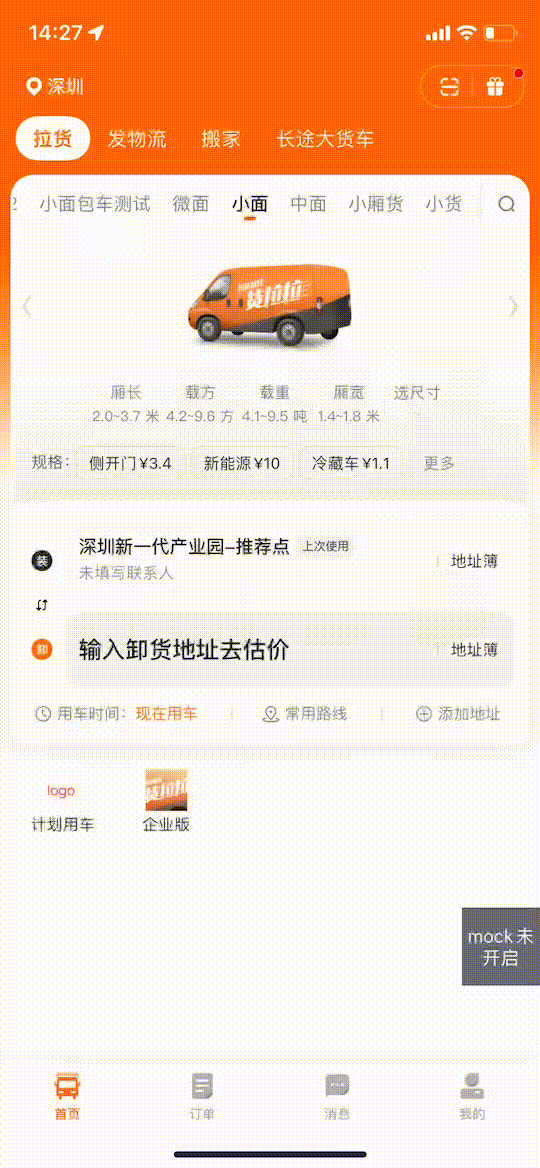 14:27
深圳
拉货 发物流 搬家 长途大货车
小面包车测试 微面 小面 中面 小厢货 小货
货拉拉
厢长 载方 载重 厢宽 选尺寸
2.0~3.7 米 4.2~9.6 方 4.1~9.5 吨 1.4~1.8 米
规格: 侧开门¥3.4 新能源¥10 冷藏车¥1.1 更多
装 深圳新一代产业园-推荐点 上次使用 地址簿
未填写联系人
卸 输入卸货地址去估价 地址簿
用车时间: 现在用车 常用路线 添加地址
logo 货拉拉
计划用车 企业版
mock未
开启
首页 订单 消息 我的